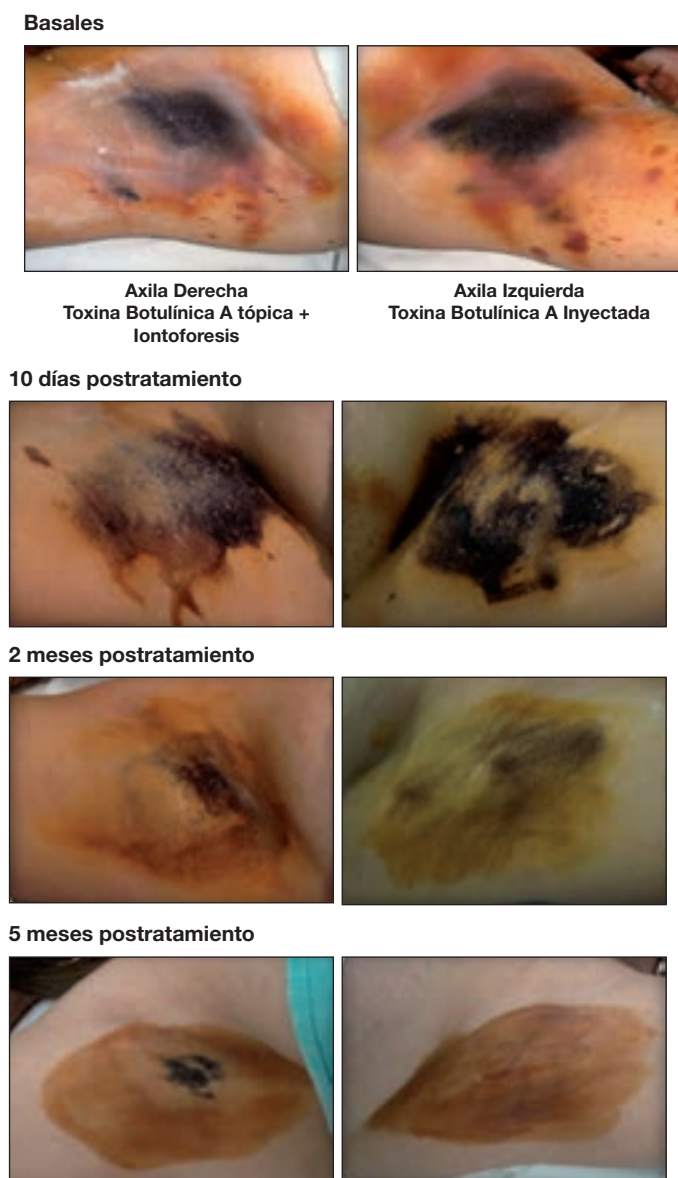 Basales
Axila Derecha
Toxina Botulínica A tópica +
Iontoforesis
Axila Izquierda
Toxina Botulínica A Inyectada
10 días postratamiento
2 meses postratamiento
5 meses postratamiento